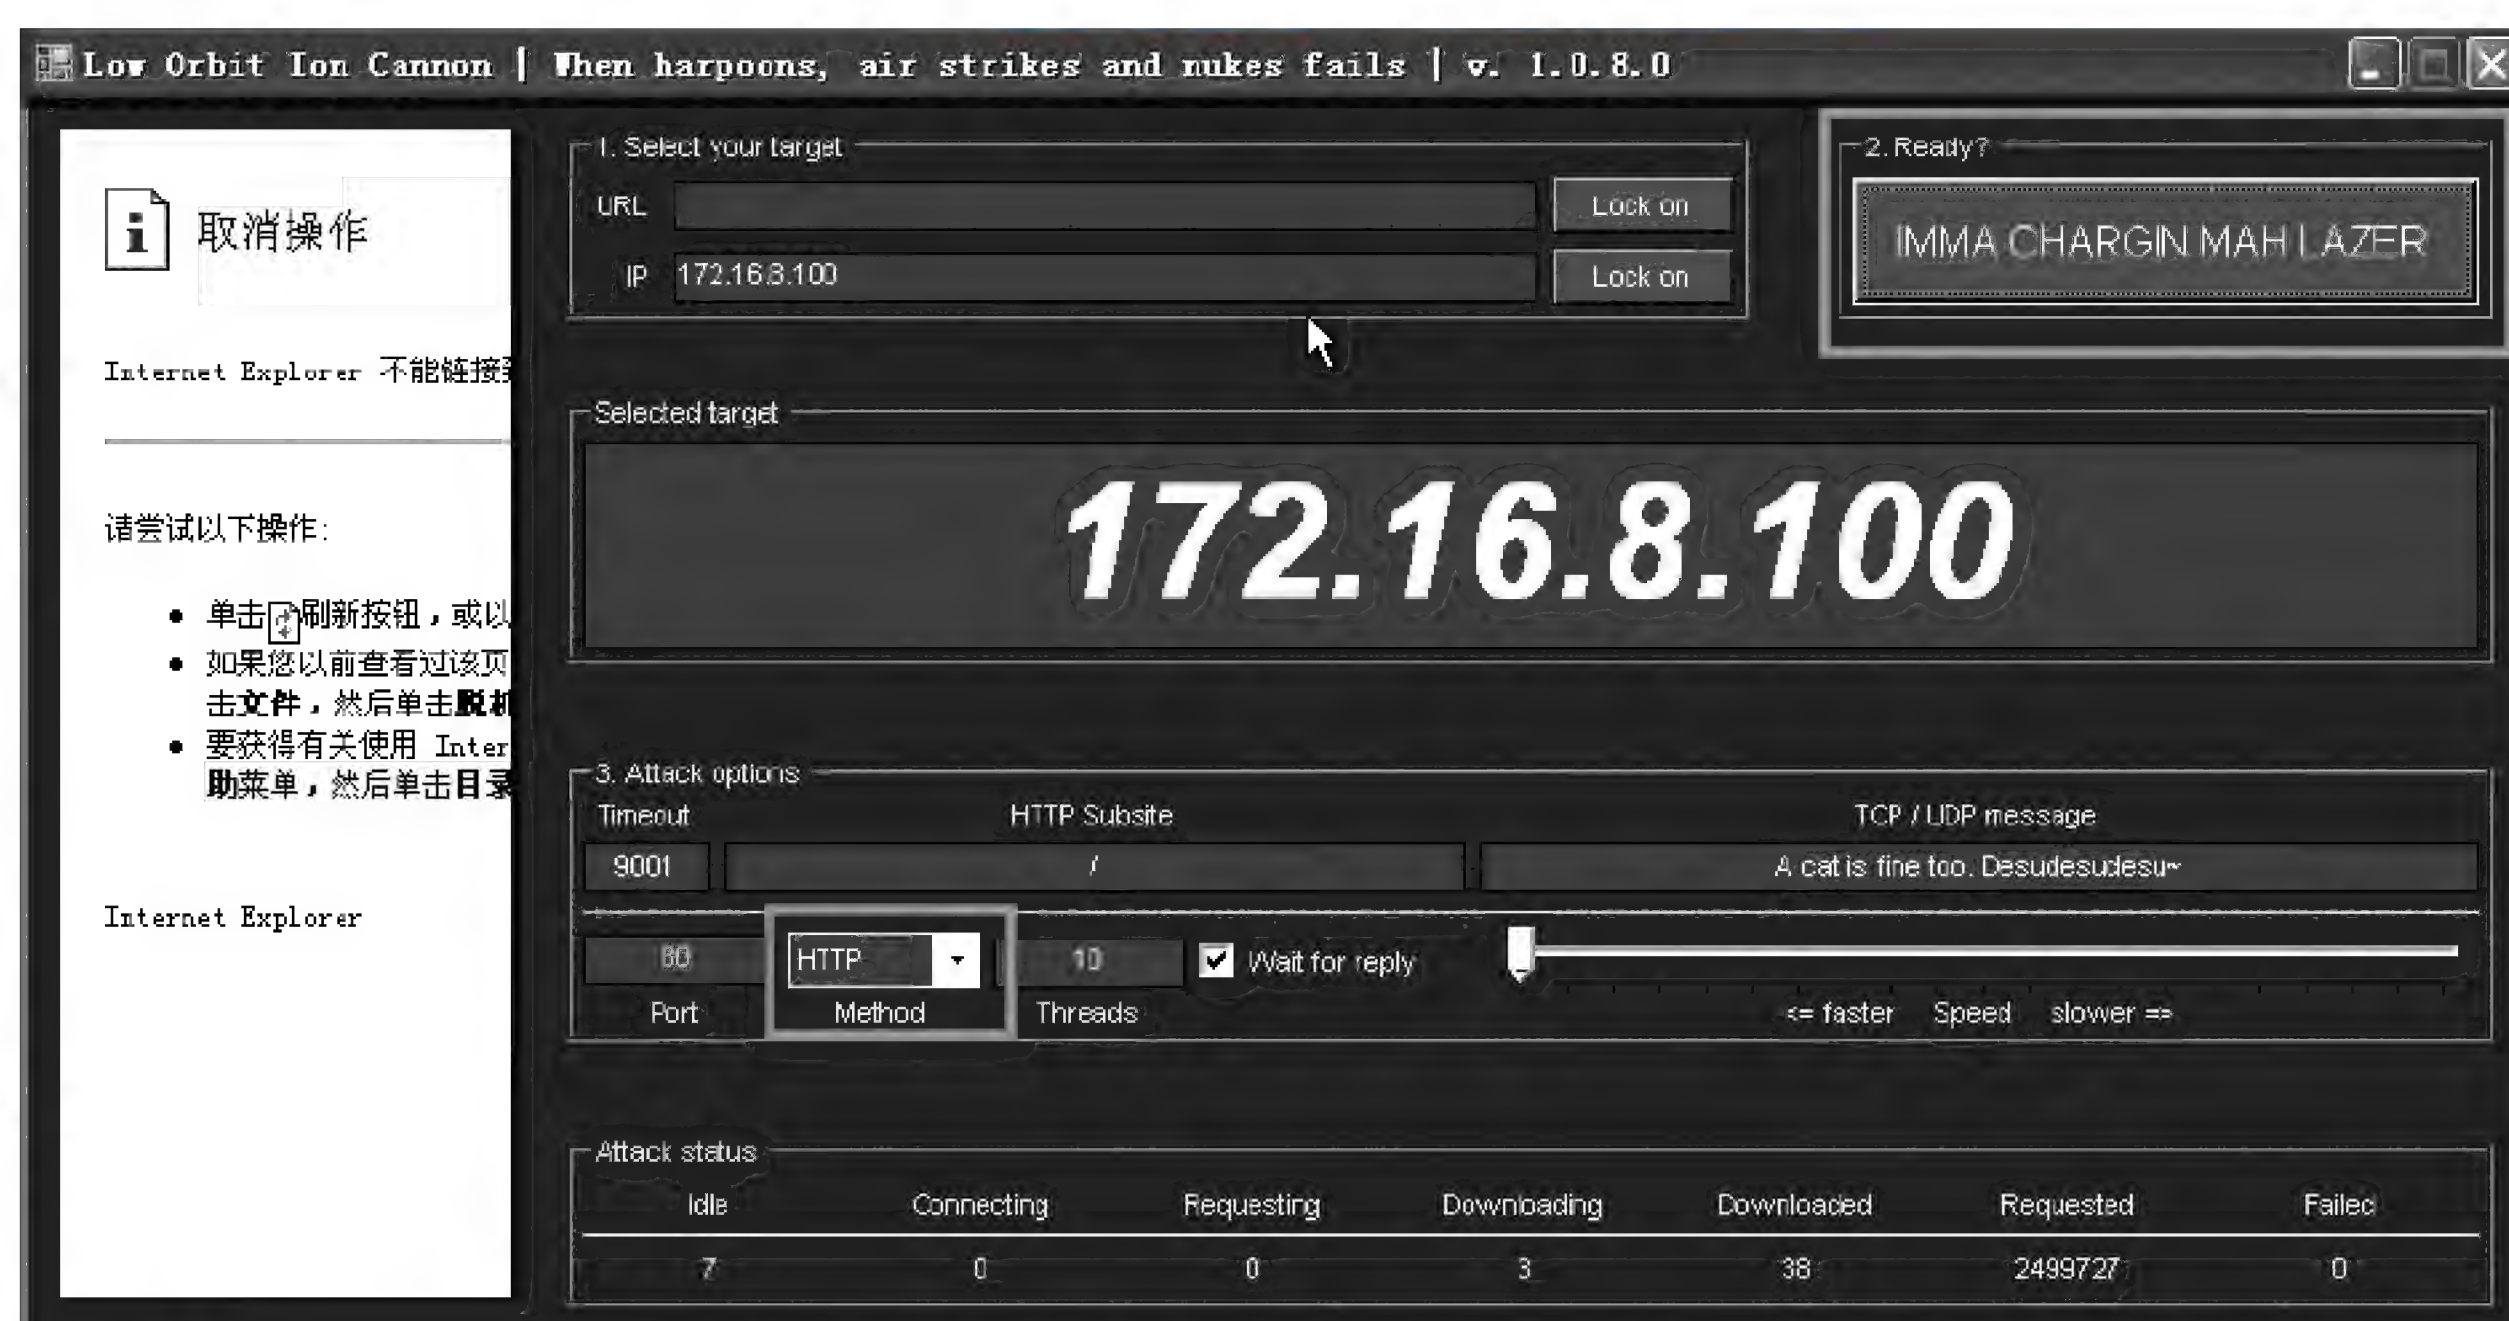 Low Orbit Ion Cannon | When harpoons, air strikes and nukes fails | v. 1.0.8.0
取消操作
Internet Explorer 不能链接到
请尝试以下操作:
单击 刷新按钮，或以
如果您以前查看过该页
击文件，然后单击脱机
要获得有关使用 Inter
助菜单，然后单击目录
Internet Explorer
1. Select your target
URL
Lock on
IP
172.16.8.100
Lock on
2. Ready?
IMMA CHARGIN MAH LAZER
Selected target
172.16.8.100
3. Attack options
Timeout HTTP Subsite TCP / UDP message
9001 / A cat is fine too. Desudesudesu~
80 HTTP 10 Wait for reply
Port Method Threads <= faster Speed slower =>
Attack status
Idle Connecting Requesting Downloading Downloaded Requested Failed
7 0 0 3 38 2499727 0